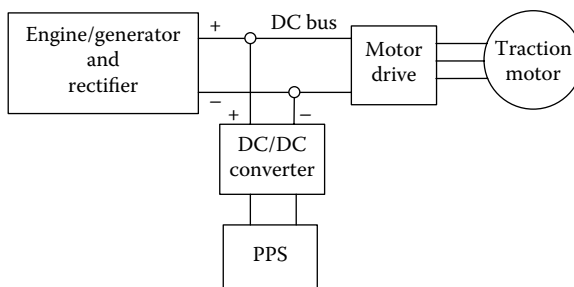 Engine/generator
and
rectifier
+
DC bus
Motor
drive
Traction
motor
−
+
−
DC/DC
converter
PPS